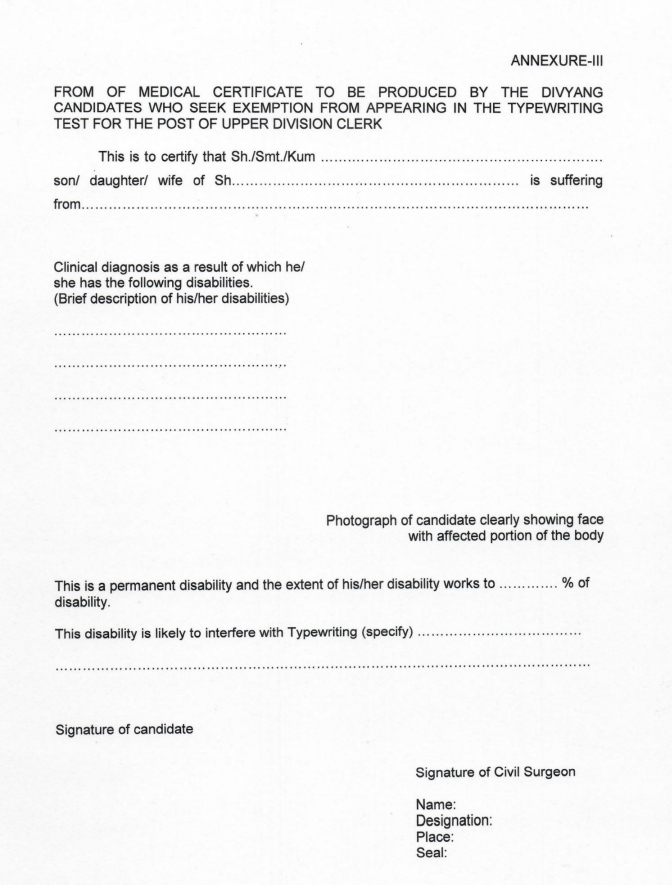 ANNEXURE-III
FROM OF MEDICAL CERTIFICATE TO BE PRODUCED BY THE DIVYANG
CANDIDATES WHO SEEK EXEMPTION FROM APPEARING IN THE TYPEWRITING
TEST FOR THE POST OF UPPER DIVISION CLERK
This is to certify that Sh./Smt./Kum ..............................................................
son/ daughter/ wife of Sh............................................................... is suffering
from................................................................................................................
Clinical diagnosis as a result of which he/
she has the following disabilities.
(Brief description of his/her disabilities)
...................................................
...................................................
...................................................
...................................................
Photograph of candidate clearly showing face
with affected portion of the body
This is a permanent disability and the extent of his/her disability works to ............. % of
disability.
This disability is likely to interfere with Typewriting (specify) ....................................
.....................................................................................................................
Signature of candidate
Signature of Civil Surgeon
Name:
Designation:
Place:
Seal: